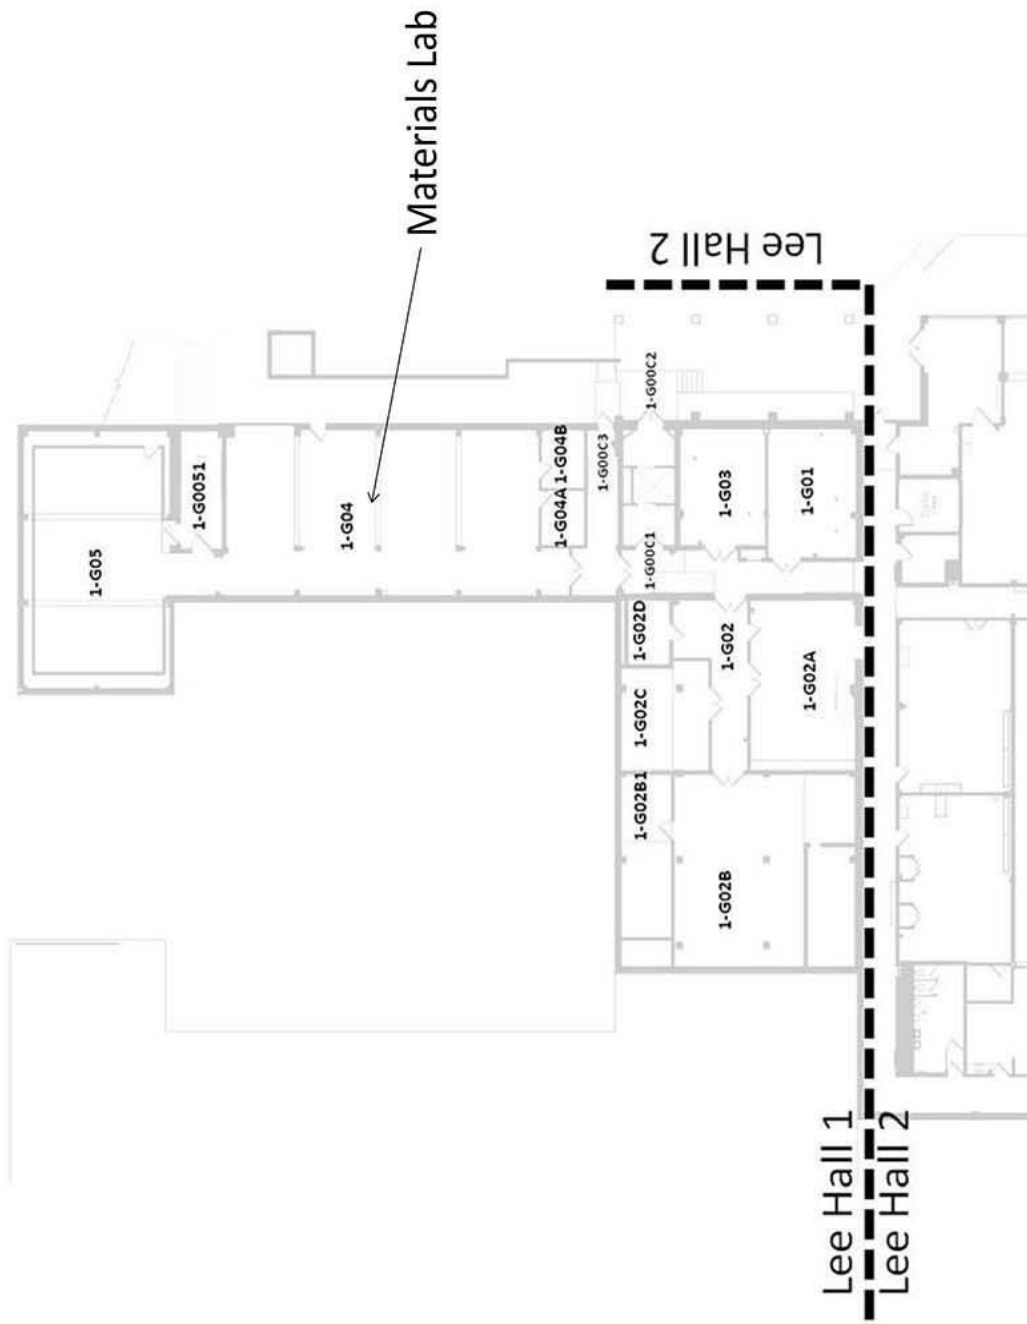 Materials Lab
Lee Hall 2
1-G05
1-G0051
1-G04
1-G04A
1-G04B
1-G00C3
1-G00C2
1-G00C1
1-G03
1-G01
1-G02D
1-G02
1-G02C
1-G02A
1-G02B1
1-G02B
Lee Hall 1
Lee Hall 2